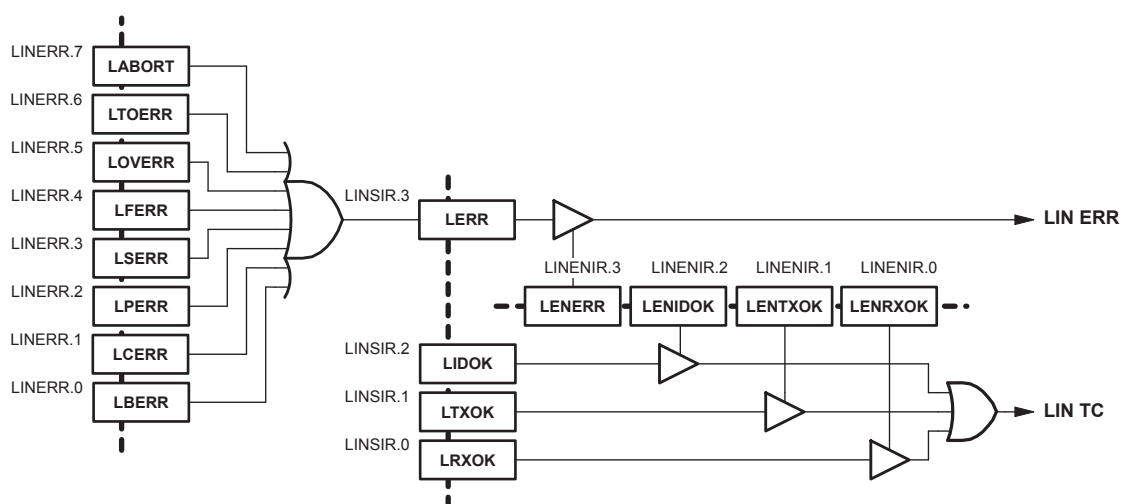 LINERR.7
LABORT
LINERR.6
LTOERR
LINERR.5
LOVERR
LINERR.4
LFERR
LINERR.3
LSERR
LINERR.2
LPERR
LINERR.1
LCERR
LINERR.0
LBERR
LINSIR.3
LERR
LIN ERR
LINENIR.3 LINENIR.2 LINENIR.1 LINENIR.0
LENERR LENIDOK LENTXOK LENRXOK
LINSIR.2
LIDOK
LINSIR.1
LTXOK
LIN TC
LINSIR.0
LRXOK